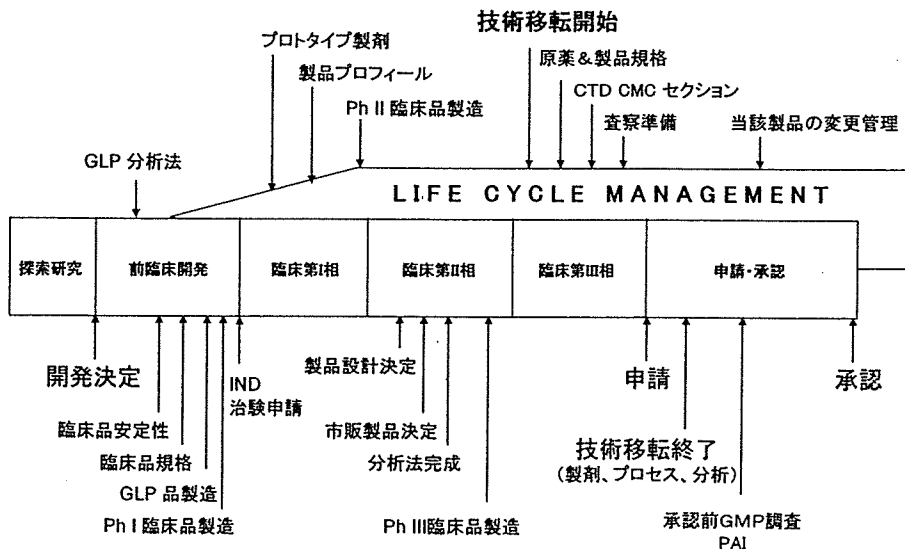 技術移転開始
プロトタイプ製剤
原薬&製品規格
製品プロフィール
CTD CMC セクション
Ph II 臨床品製造
査察準備
当該製品の変更管理
GLP 分析法
LIFE CYCLE MANAGEMENT
探索研究
前臨床開発
臨床第I相
臨床第II相
臨床第III相
申請・承認
開発決定
IND
治験申請
製品設計決定
申請
承認
臨床品安定性
市販製品決定
技術移転終了
(製剤、プロセス、分析)
臨床品規格
分析法完成
GLP 品製造
Ph I 臨床品製造
Ph III臨床品製造
承認前GMP調査
PAI